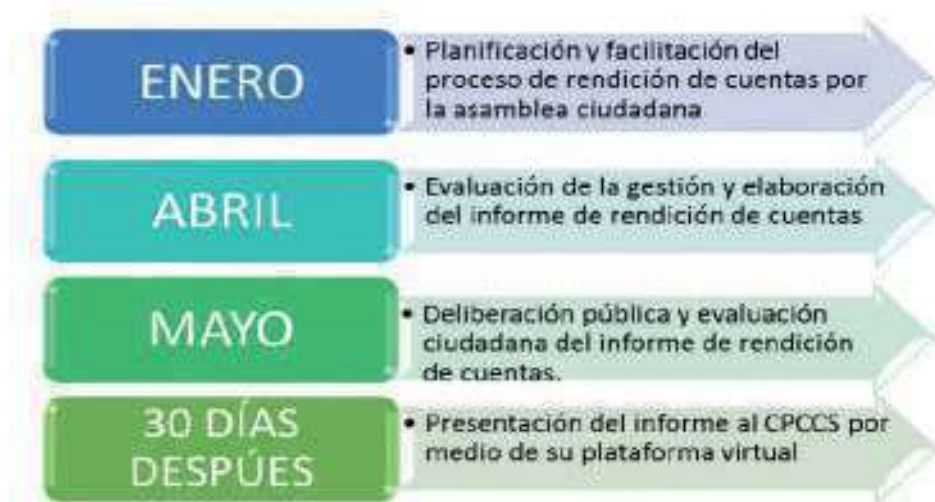 ENERO
• Planificación y facilitación del
proceso de rendición de cuentas por
la asamblea ciudadana
ABRIL
• Evaluación de la gestión y elaboración
del informe de rendición de cuentas
MAYO
• Deliberación pública y evaluación
ciudadana del informe de rendición
de cuentas.
30 DÍAS
DESPÚES
• Presentación del informe al CPCCS por
medio de su plataforma virtual